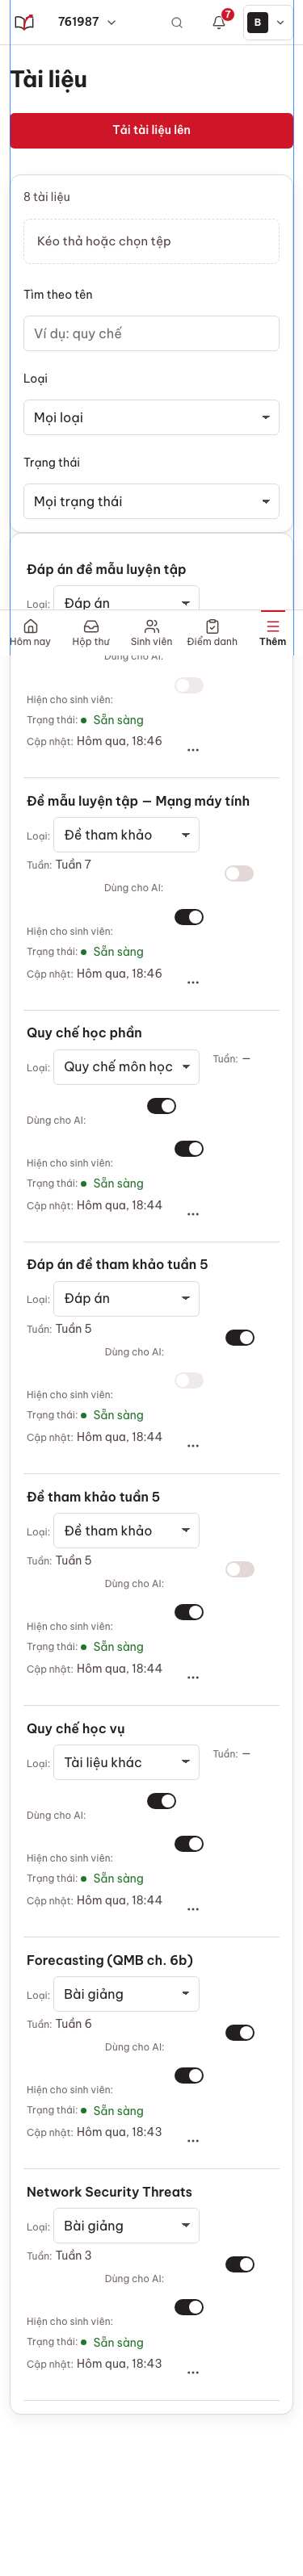 761987
7
B
Tài liệu
Tải tài liệu lên
8 tài liệu
Kéo thả hoặc chọn tệp
Tìm theo tên
Ví dụ: quy chế
Loại
Mọi loại
Trạng thái
Mọi trạng thái
Đáp án đề mẫu luyện tập
Loại: Đáp án
Hôm nay Hộp thư Sinh viên Điểm danh Thêm
Dùng cho AI:
Hiện cho sinh viên:
Trạng thái: Sẵn sàng
Cập nhật: Hôm qua, 18:46
...
Đề mẫu luyện tập — Mạng máy tính
Loại: Đề tham khảo
Tuần: Tuần 7
Dùng cho AI:
Hiện cho sinh viên:
Trạng thái: Sẵn sàng
Cập nhật: Hôm qua, 18:46
...
Quy chế học phần
Loại: Quy chế môn học Tuần: —
Dùng cho AI:
Hiện cho sinh viên:
Trạng thái: Sẵn sàng
Cập nhật: Hôm qua, 18:44
...
Đáp án đề tham khảo tuần 5
Loại: Đáp án
Tuần: Tuần 5
Dùng cho AI:
Hiện cho sinh viên:
Trạng thái: Sẵn sàng
Cập nhật: Hôm qua, 18:44
...
Đề tham khảo tuần 5
Loại: Đề tham khảo
Tuần: Tuần 5
Dùng cho AI:
Hiện cho sinh viên:
Trạng thái: Sẵn sàng
Cập nhật: Hôm qua, 18:44
...
Quy chế học vụ
Loại: Tài liệu khác Tuần: —
Dùng cho AI:
Hiện cho sinh viên:
Trạng thái: Sẵn sàng
Cập nhật: Hôm qua, 18:44
...
Forecasting (QMB ch. 6b)
Loại: Bài giảng
Tuần: Tuần 6
Dùng cho AI:
Hiện cho sinh viên:
Trạng thái: Sẵn sàng
Cập nhật: Hôm qua, 18:43
...
Network Security Threats
Loại: Bài giảng
Tuần: Tuần 3
Dùng cho AI:
Hiện cho sinh viên:
Trạng thái: Sẵn sàng
Cập nhật: Hôm qua, 18:43
...